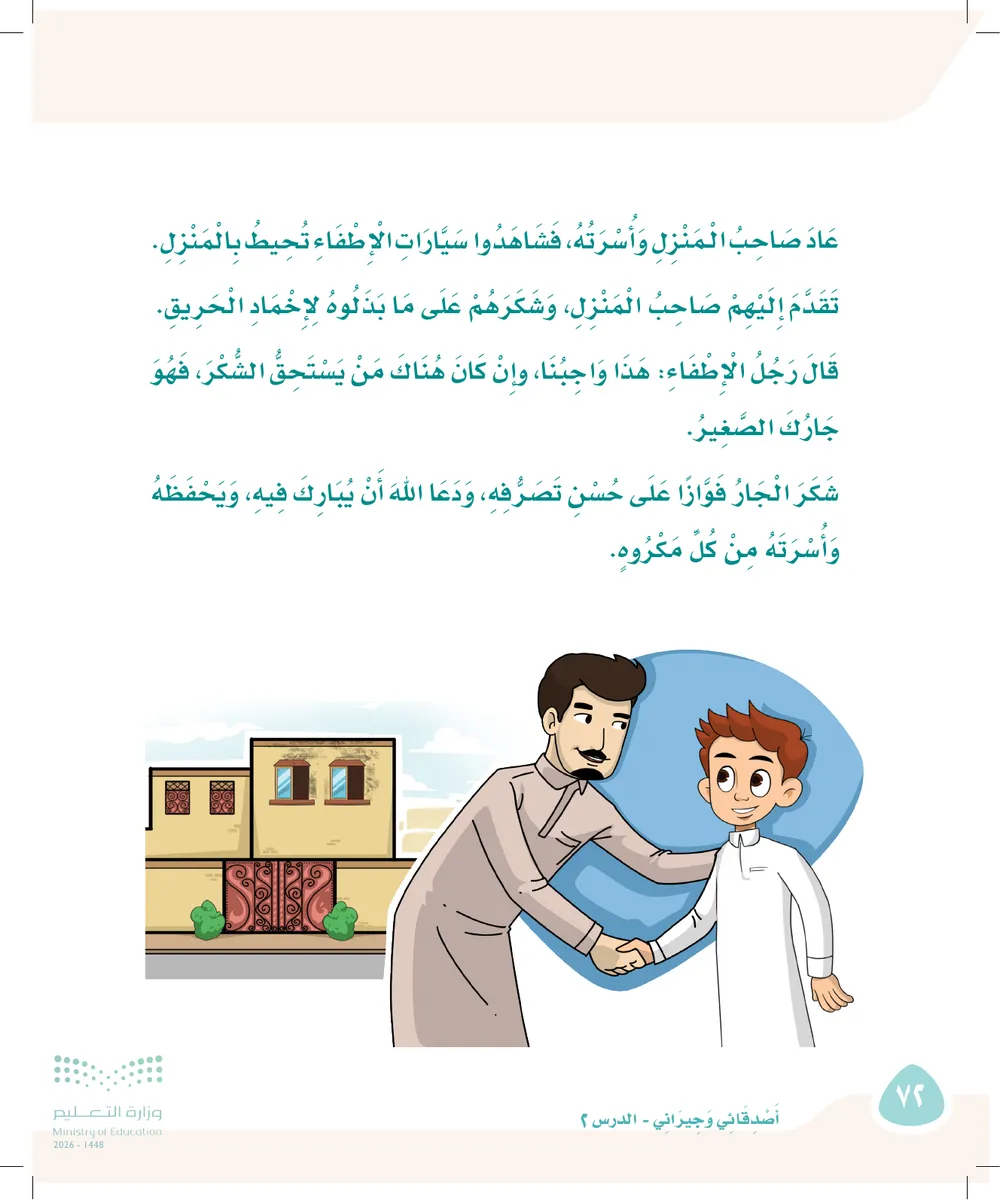 عَادَ صَاحِبُ الْمَنْزِلِ وَأُسْرَتُهُ، فَشَاهَدُوا سَيَّارَاتِ الْإِطْفَاءِ تُحِيطُ بِالْمَنْزِلِ.
تَقَدَّمَ إِلَيْهِمْ صَاحِبُ الْمَنْزِلِ، وَشَكَرَهُمْ عَلَى مَا بَذَلُوهُ لِإِخْمَادِ الْحَرِيقِ.
قَالَ رَجُلُ الْإِطْفَاءِ: هَذَا وَاجِبُنَا، وإِنْ كَانَ هُنَاكَ مَنْ يَسْتَحِقُّ الشُّكْرَ، فَهُوَ
جَارُكَ الصَّغِيرُ.
شَكَرَ الْجَارُ فَوَّازًا عَلَى حُسْنِ تَصَرُّفِهِ، وَدَعَا اللهَ أَنْ يُبَارِكَ فِيهِ، وَيَحْفَظَهُ
وَأُسْرَتَهُ مِنْ كُلِّ مَكْرُوهٍ.
أَصْدِقَائِي وَجِيرَانِي - الدرس ٢
٧٢
وزارة التعـــليم
Ministry of Education
2026 - 1448